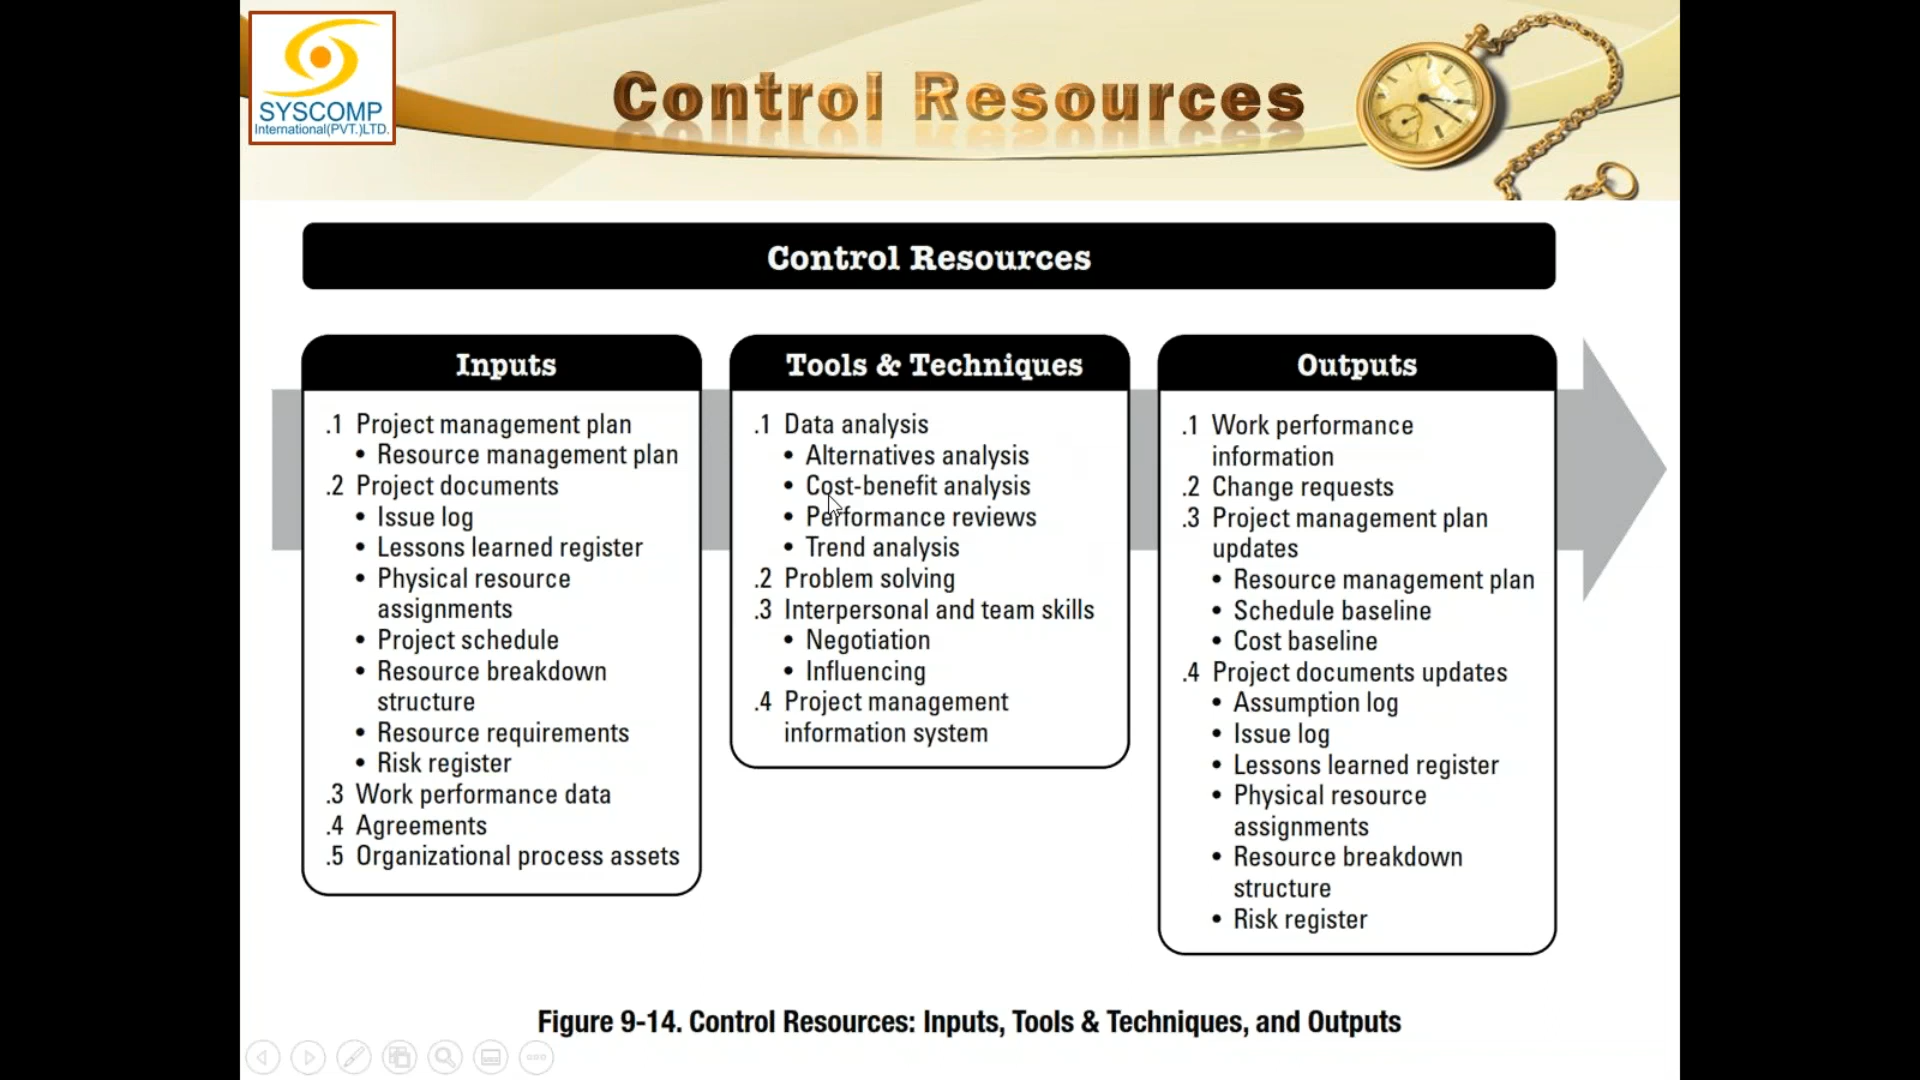 SYSCOMP
International(PVT.)LTD.
Control Resources
Control Resources
Inputs
.1 Project management plan
• Resource management plan
.2 Project documents
• Issue log
• Lessons learned register
• Physical resource
assignments
• Project schedule
• Resource breakdown
structure
• Resource requirements
• Risk register
.3 Work performance data
.4 Agreements
.5 Organizational process assets
Tools & Techniques
.1 Data analysis
• Alternatives analysis
• Cost-benefit analysis
• Performance reviews
• Trend analysis
.2 Problem solving
.3 Interpersonal and team skills
• Negotiation
• Influencing
.4 Project management
information system
Outputs
.1 Work performance
information
.2 Change requests
.3 Project management plan
updates
• Resource management plan
• Schedule baseline
• Cost baseline
.4 Project documents updates
• Assumption log
• Issue log
• Lessons learned register
• Physical resource
assignments
• Resource breakdown
structure
• Risk register
Figure 9-14. Control Resources: Inputs, Tools & Techniques, and Outputs